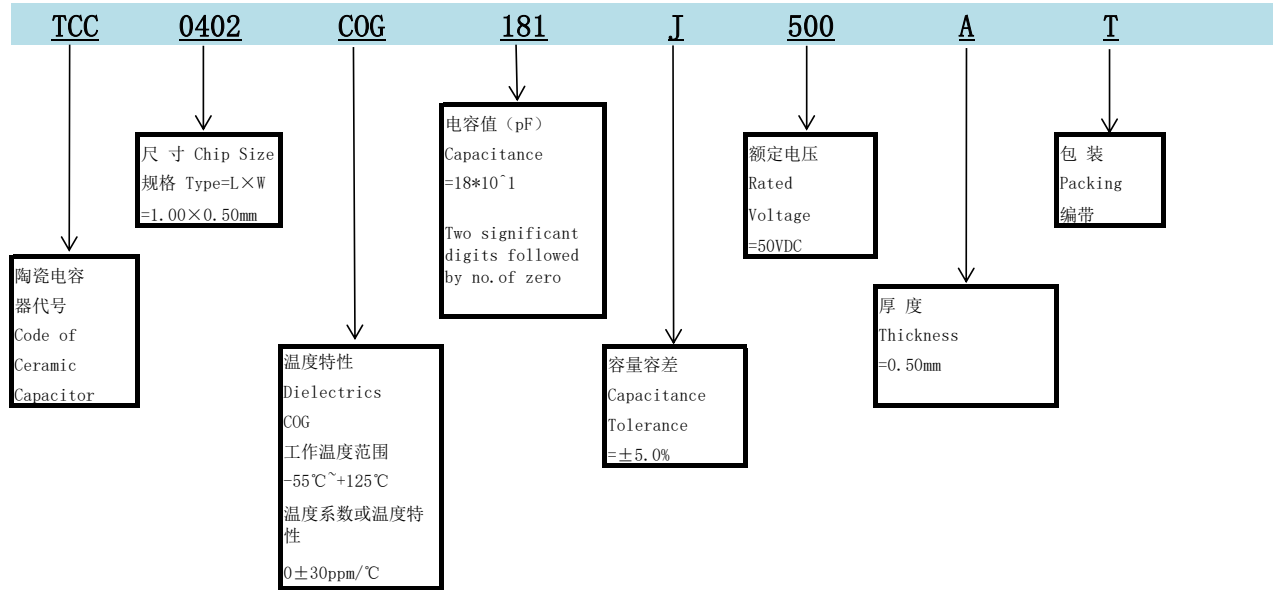 TCC 0402 COG 181 J 500 A T
陶瓷电容
器代号
Code of
Ceramic
Capacitor
尺 寸 Chip Size
规格 Type=L×W
=1.00×0.50mm
温度特性
Dielectrics
COG
工作温度范围
-55℃~+125℃
温度系数或温度特
性
0±30ppm/℃
电容值（pF）
Capacitance
=18*10^1
Two significant
digits followed
by no.of zero
容量容差
Capacitance
Tolerance
=±5.0%
额定电压
Rated
Voltage
=50VDC
厚 度
Thickness
=0.50mm
包 装
Packing
编带